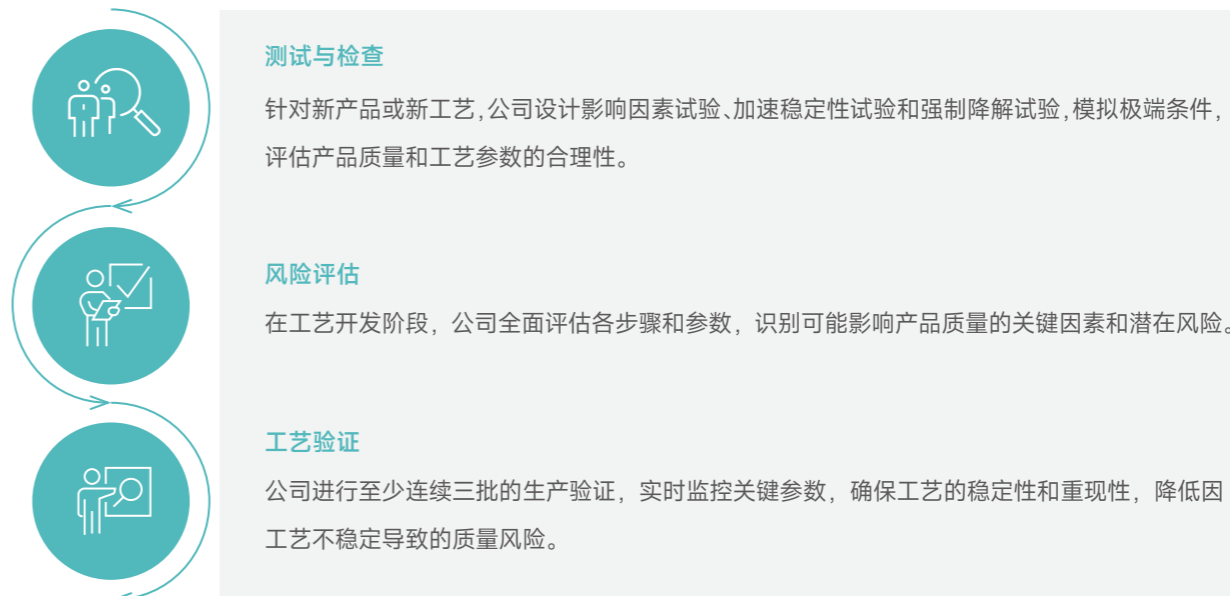 测试与检查
针对新产品或新工艺,公司设计影响因素试验、加速稳定性试验和强制降解试验,模拟极端条件,
评估产品质量和工艺参数的合理性。
风险评估
在工艺开发阶段，公司全面评估各步骤和参数，识别可能影响产品质量的关键因素和潜在风险。
工艺验证
公司进行至少连续三批的生产验证，实时监控关键参数，确保工艺的稳定性和重现性，降低因
工艺不稳定导致的质量风险。